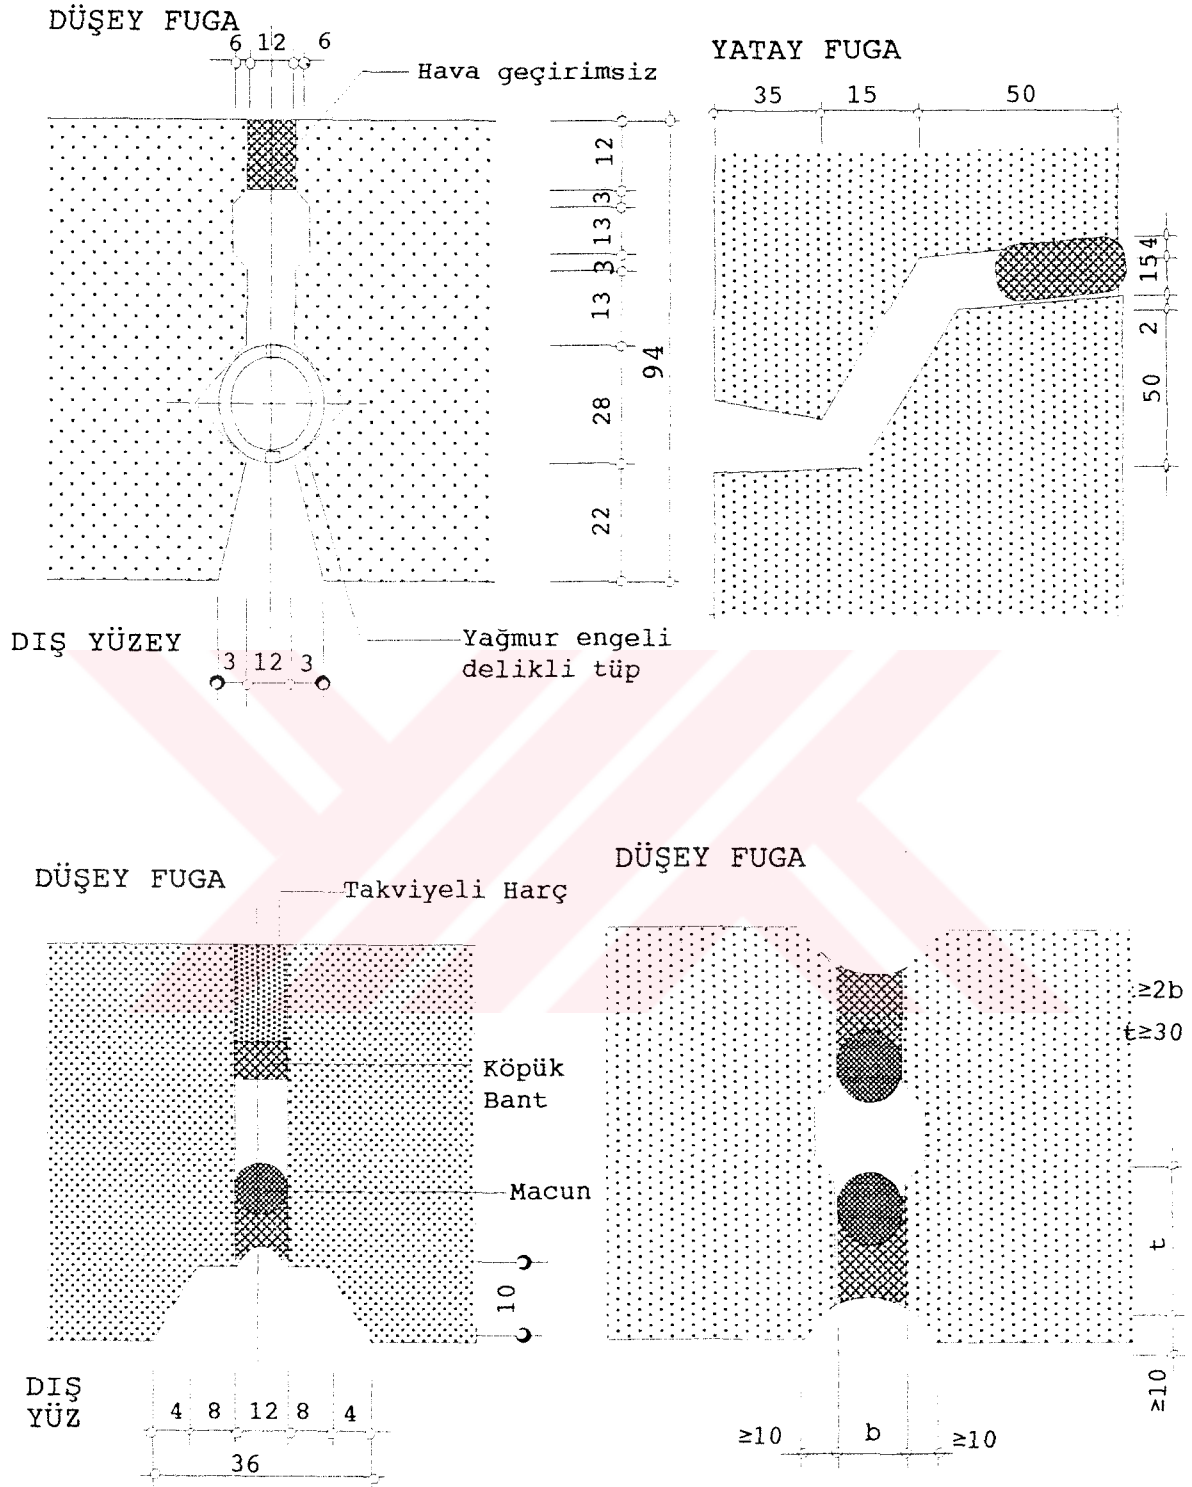 DÜŞEY FUGA
6 12 6
Hava geçirimsiz
12
3
13
3
13
28
22
94
DIŞ YÜZEY
3 12 3
Yağmur engeli
delikli tüp
YATAY FUGA
35 15 50
4
15
2
50
DÜŞEY FUGA
Takviyeli Harç
Köpük
Bant
Macun
10
DIŞ
YÜZ
4 8 12 8 4
36
DÜŞEY FUGA
≥2b
t≥30
t
≥10
≥10 b ≥10